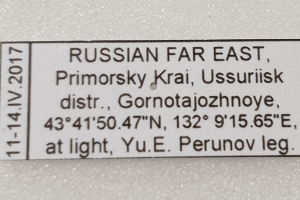 11-14.IV.2017
RUSSIAN FAR EAST,
Primorsky Krai, Ussuriisk
distr., Gornotajozhnoye,
43°41'50.47"N, 132° 9'15.65"E,
at light, Yu.E. Perunov leg.